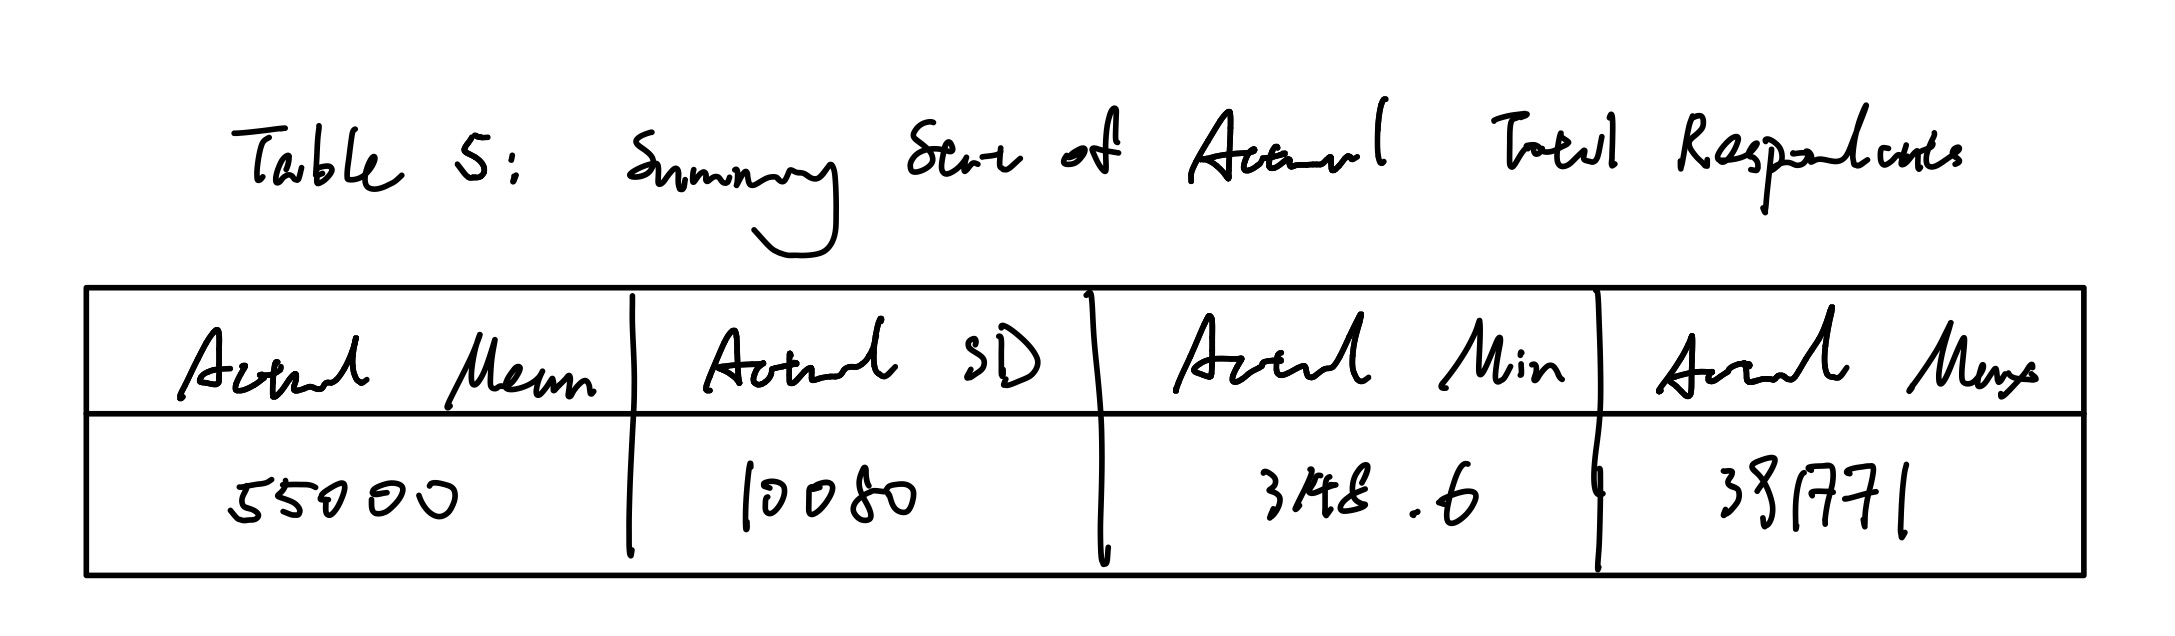 Table 5: Summary Stat of Actual Total Respondents
Actual Mean Actual SD Actual Min Actual Max
55000 10080 348.6